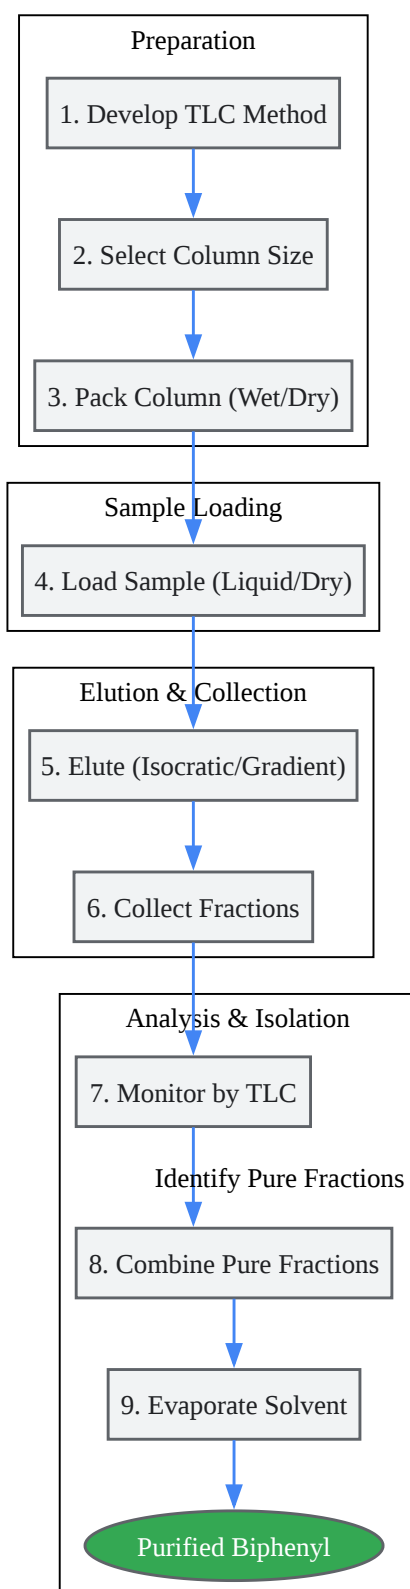 Preparation
1. Develop TLC Method
2. Select Column Size
3. Pack Column (Wet/Dry)
Sample Loading
4. Load Sample (Liquid/Dry)
Elution & Collection
5. Elute (Isocratic/Gradient)
6. Collect Fractions
Analysis & Isolation
7. Monitor by TLC
Identify Pure Fractions
8. Combine Pure Fractions
9. Evaporate Solvent
Purified Biphenyl